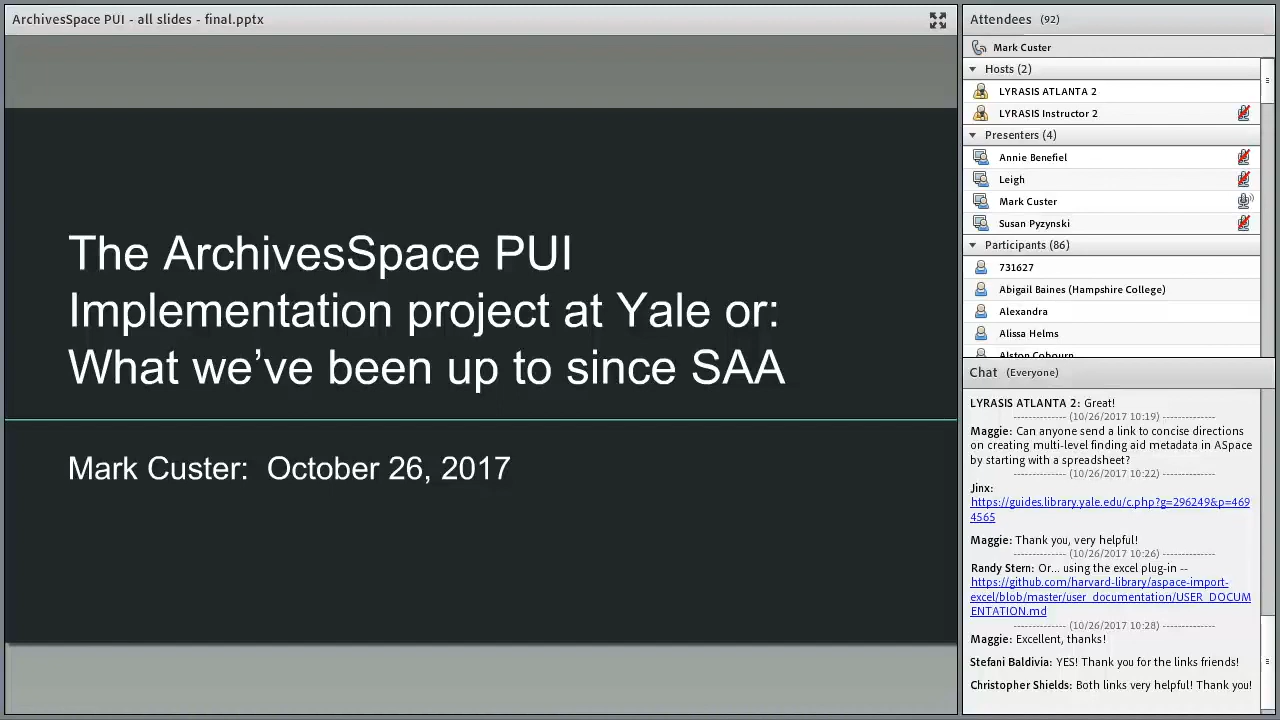 ArchivesSpace PUI - all slides - final.pptx
The ArchivesSpace PUI
Implementation project at Yale or:
What we’ve been up to since SAA
Mark Custer:  October 26, 2017
Attendees (92)
Mark Custer
Hosts (2)
LYRASIS ATLANTA 2
LYRASIS Instructor 2
Presenters (4)
Annie Benefiel
Leigh
Mark Custer
Susan Pyzynski
Participants (86)
731627
Abigail Baines (Hampshire College)
Alexandra
Alissa Helms
Alston Cobourn
Chat (Everyone)
LYRASIS ATLANTA 2: Great!
-------------- (10/26/2017 10:19) --------------
Maggie: Can anyone send a link to concise directions
on creating multi-level finding aid metadata in ASpace
by starting with a spreadsheet?
-------------- (10/26/2017 10:22) --------------
Jinx:
https://guides.library.yale.edu/c.php?g=296249&p=469
4565
Maggie: Thank you, very helpful!
-------------- (10/26/2017 10:26) --------------
Randy Stern: Or... using the excel plug-in --
https://github.com/harvard-library/aspace-import-
excel/blob/master/user_documentation/USER_DOCUM
ENTATION.md
-------------- (10/26/2017 10:28) --------------
Maggie: Excellent, thanks!
Stefani Baldivia: YES! Thank you for the links friends!
Christopher Shields: Both links very helpful! Thank you!